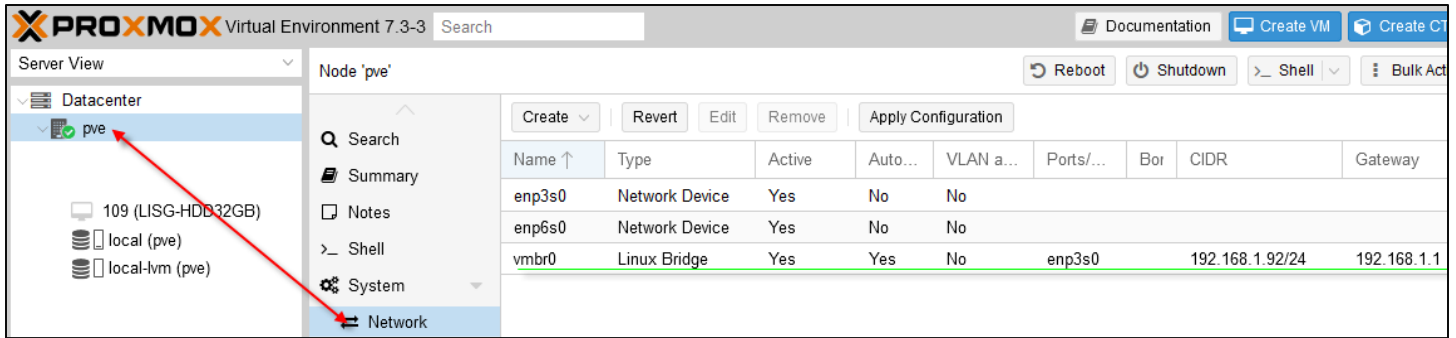 PROXMOX Virtual Environment 7.3-3 Search Documentation Create VM Create CT
Server View
Node 'pve' Reboot Shutdown >_ Shell Bulk Act
Datacenter
pve
109 (LISG-HDD32GB)
local (pve)
local-lvm (pve)
Search
Summary
Notes
>_ Shell
System
Network
Create Revert Edit Remove Apply Configuration
Name ↑ Type Active Auto... VLAN a... Ports/... Bor CIDR Gateway
enp3s0 Network Device Yes No No
enp6s0 Network Device Yes No No
vmbr0 Linux Bridge Yes Yes No enp3s0 192.168.1.92/24 192.168.1.1